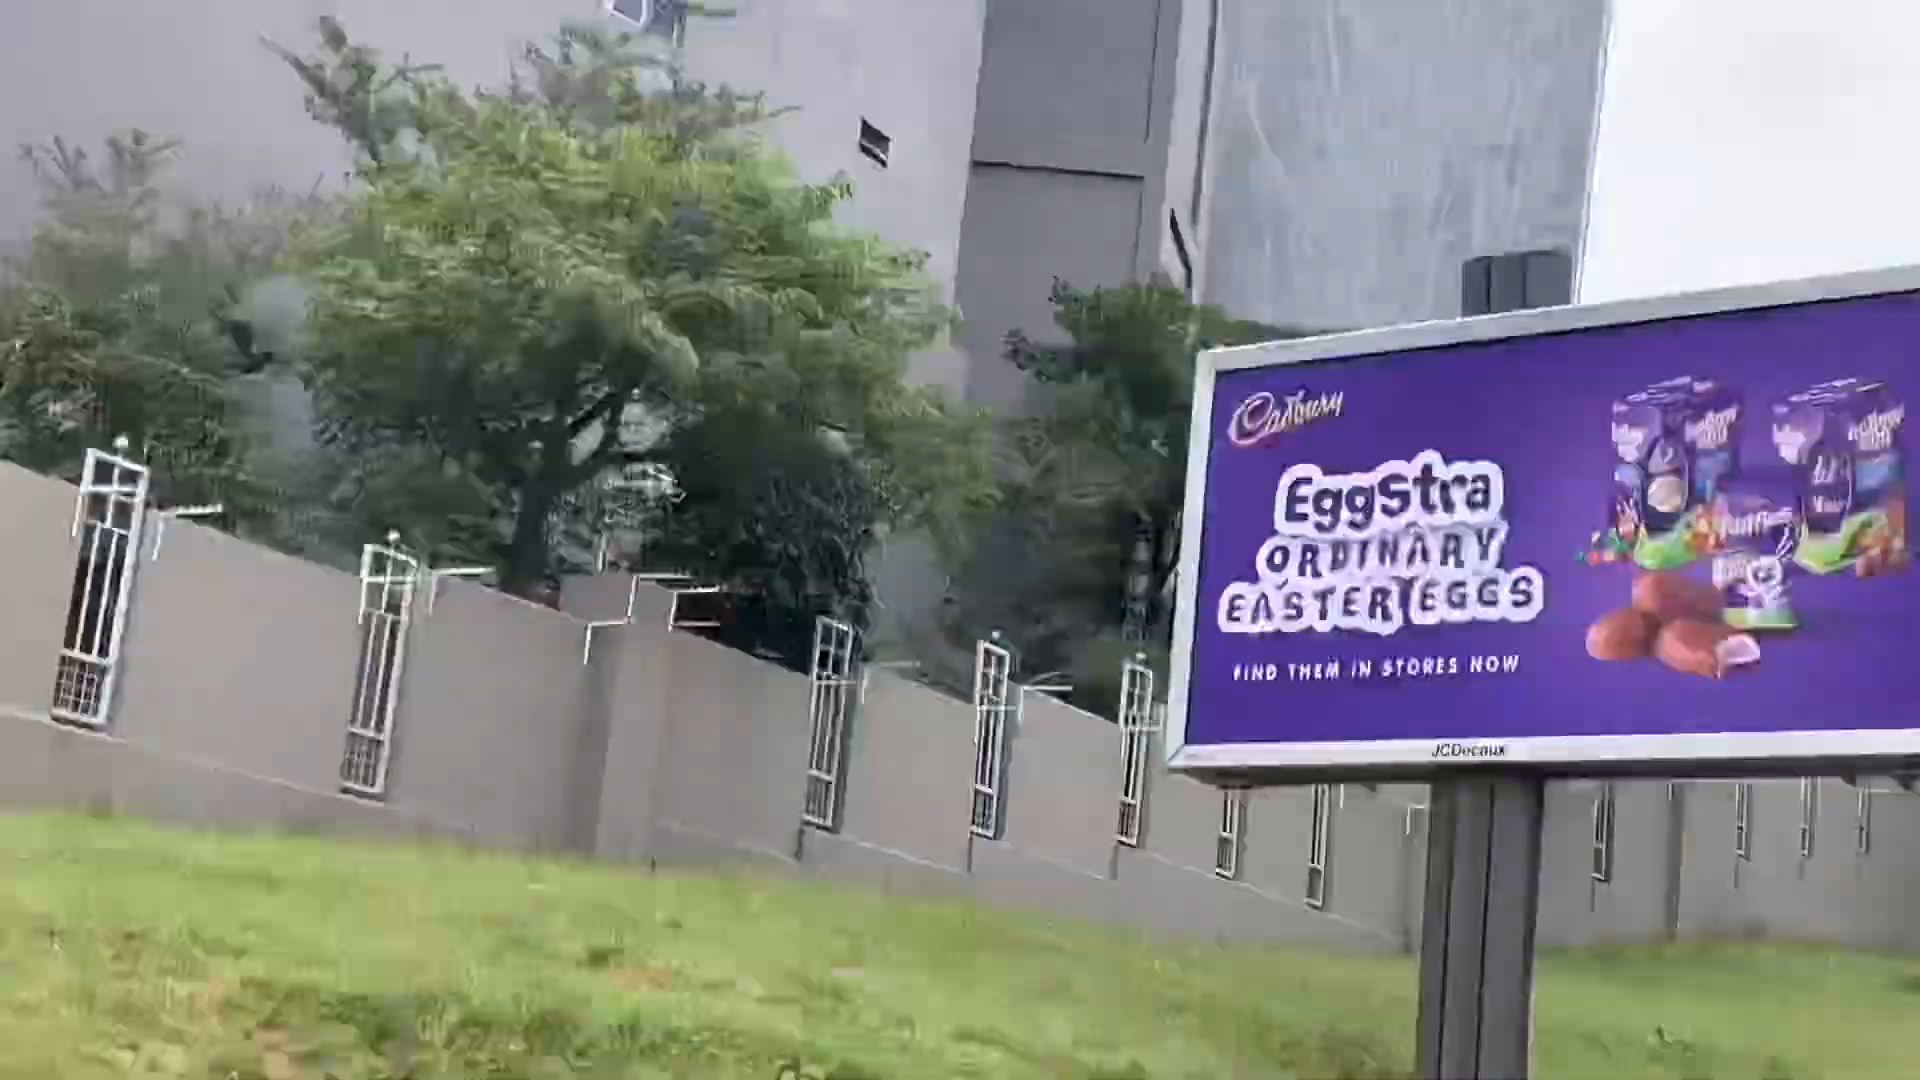 Cadbury
EggStra
ORDINARY
EASTER EGGS
FIND THEM IN STORES NOW
JCDecaux